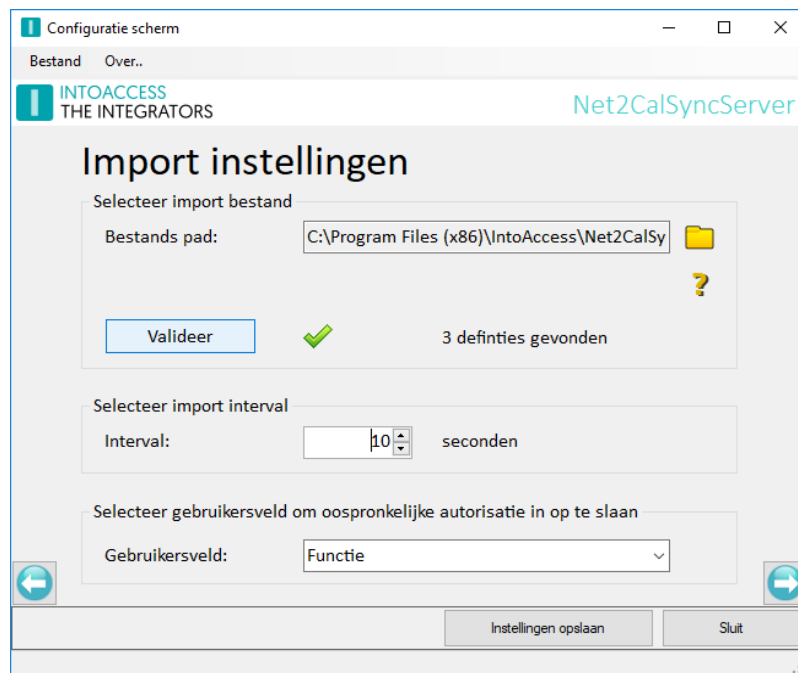 Configuratie scherm
Bestand Over..
INTOACCESS
THE INTEGRATORS
Net2CalSyncServer
Import instellingen
Selecteer import bestand
Bestands pad: C:\Program Files (x86)\IntoAccess\Net2CalSy
?
Valideer 3 definties gevonden
Selecteer import interval
Interval: 10 seconden
Selecteer gebruikersveld om oospronkelijke autorisatie in op te slaan
Gebruikersveld: Functie
Instellingen opslaan Sluit